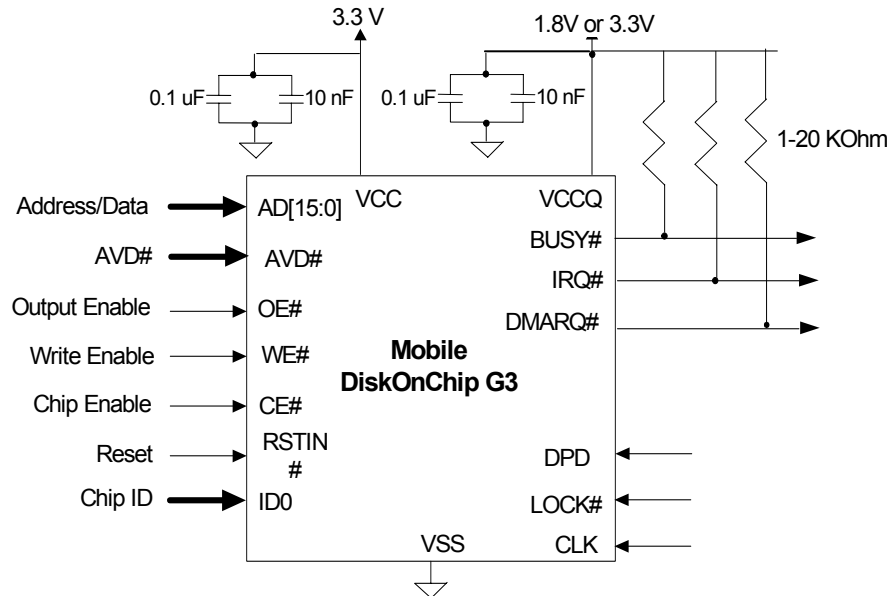 3.3 V
1.8V or 3.3V
0.1 uF
10 nF
0.1 uF
10 nF
1-20 KOhm
VCC
VCCQ
Address/Data
AD[15:0]
BUSY#
AVD#
AVD#
IRQ#
Output Enable
OE#
DMARQ#
Write Enable
WE#
Mobile
DiskOnChip G3
Chip Enable
CE#
Reset
RSTIN
#
DPD
Chip ID
ID0
LOCK#
VSS
CLK